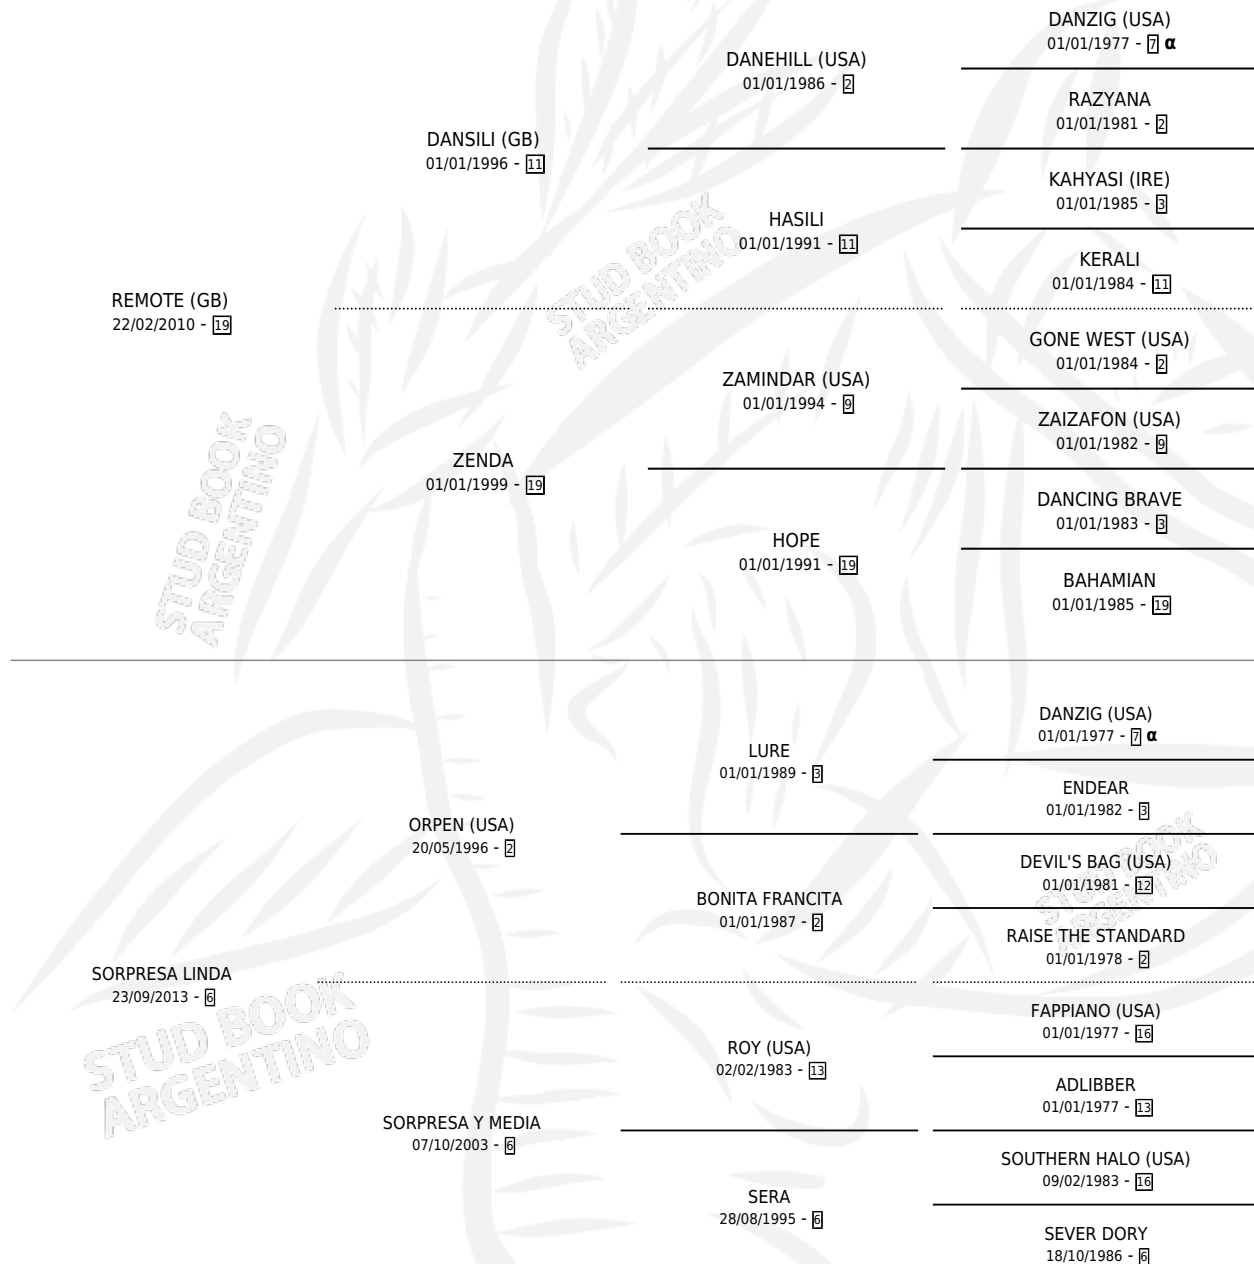 DANZIG (USA)
01/01/1977 - 7 α
DANEHILL (USA)
01/01/1986 - 2
RAZYANA
01/01/1981 - 2
DANSILI (GB)
01/01/1996 - 11
KAHYASI (IRE)
01/01/1985 - 3
HASILI
01/01/1991 - 11
KERALI
01/01/1984 - 11
REMOTE (GB)
22/02/2010 - 19
GONE WEST (USA)
01/01/1984 - 2
ZAMINDAR (USA)
01/01/1994 - 9
ZAIZAFON (USA)
01/01/1982 - 9
ZENDA
01/01/1999 - 19
DANCING BRAVE
01/01/1983 - 3
HOPE
01/01/1991 - 19
BAHAMIAN
01/01/1985 - 19
STUD BOOK
ARGENTINO
STUD BOOK
ARGENTINO
DANZIG (USA)
01/01/1977 - 7 α
LURE
01/01/1989 - 3
ENDEAR
01/01/1982 - 3
ORPEN (USA)
20/05/1996 - 2
DEVIL'S BAG (USA)
01/01/1981 - 12
BONITA FRANCITA
01/01/1987 - 2
RAISE THE STANDARD
01/01/1978 - 2
SORPRESA LINDA
23/09/2013 - 6
FAPPIANO (USA)
01/01/1977 - 16
ROY (USA)
02/02/1983 - 13
ADLIBBER
01/01/1977 - 13
SORPRESA Y MEDIA
07/10/2003 - 6
SOUTHERN HALO (USA)
09/02/1983 - 16
SERA
28/08/1995 - 6
SEVER DORY
18/10/1986 - 6
STUD BOOK
ARGENTINO
STUD BOOK
ARGENTINO